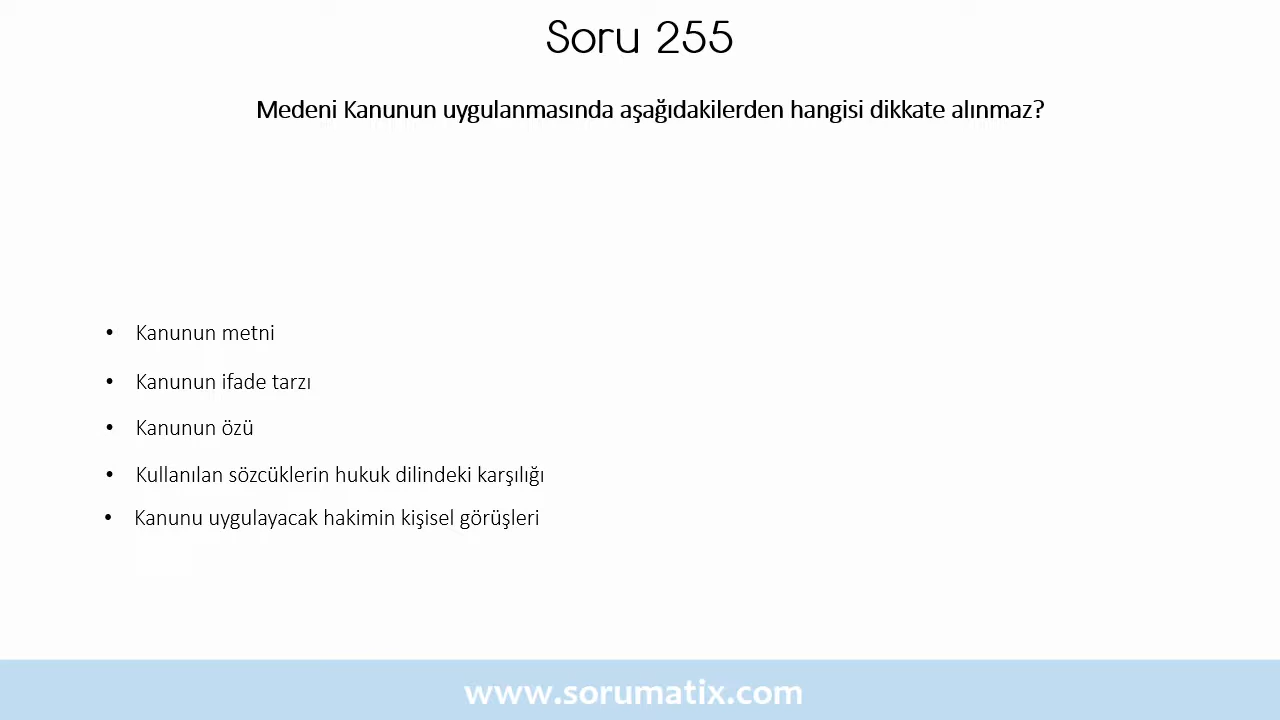 Soru 255
Medeni Kanunun uygulanmasında aşağıdakilerden hangisi dikkate alınmaz?
• Kanunun metni
• Kanunun ifade tarzı
• Kanunun özü
• Kullanılan sözcüklerin hukuk dilindeki karşılığı
• Kanunu uygulayacak hakimin kişisel görüşleri
www.sorumatix.com